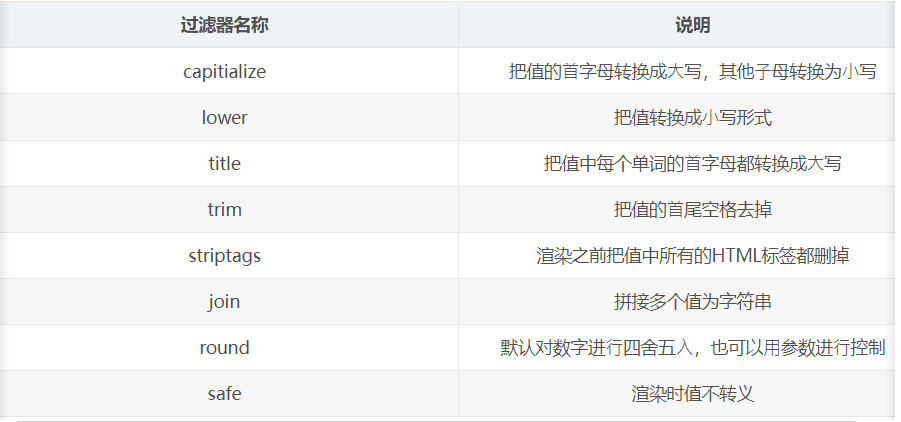 过滤器名称 说明
capitialize 把值的首字母转换成大写，其他子母转换为小写
lower 把值转换成小写形式
title 把值中每个单词的首字母都转换成大写
trim 把值的首尾空格去掉
striptags 渲染之前把值中所有的HTML标签都删掉
join 拼接多个值为字符串
round 默认对数字进行四舍五入，也可以用参数进行控制
safe 渲染时值不转义